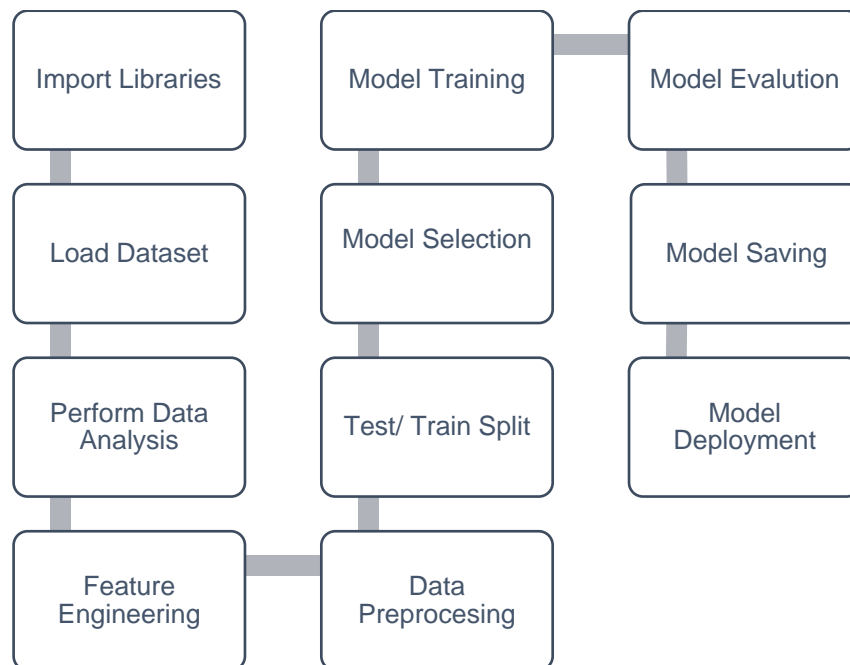 Import Libraries
Load Dataset
Perform Data
Analysis
Feature
Engineering
Data
Preprocesing
Test/ Train Split
Model Selection
Model Training
Model Evalution
Model Saving
Model
Deployment